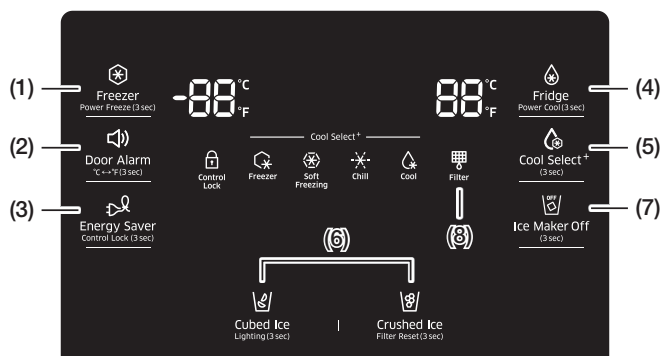 (1)
Freezer
Power Freeze (3 sec)
-88 °C
°F
88 °C
°F
(4)
Fridge
Power Cool (3 sec)
(2)
Door Alarm
°C ↔ °F (3 sec)
Cool Select+
(5)
Cool Select+
(3 sec)
Control
Lock
Freezer
Soft
Freezing
Chill
Cool
Filter
(3)
Energy Saver
Control Lock (3 sec)
(6)
(8)
OFF
(7)
Ice Maker Off
(3 sec)
Cubed Ice
Lighting (3 sec)
|
Crushed Ice
Filter Reset (3 sec)